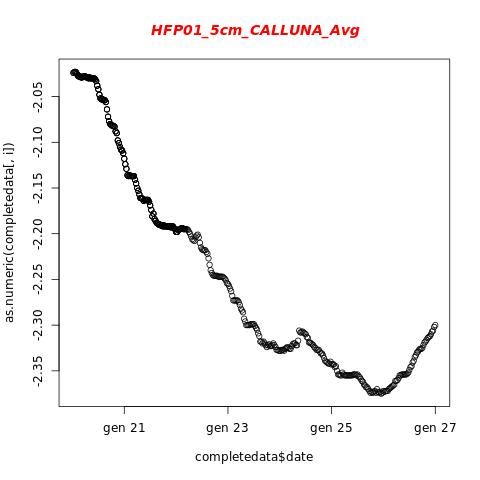 HFP01_5cm_CALLUNA_Avg
as.numeric(completedata[, i])
-2.05
-2.10
-2.15
-2.20
-2.25
-2.30
-2.35
gen 21 gen 23 gen 25 gen 27
completedata$date